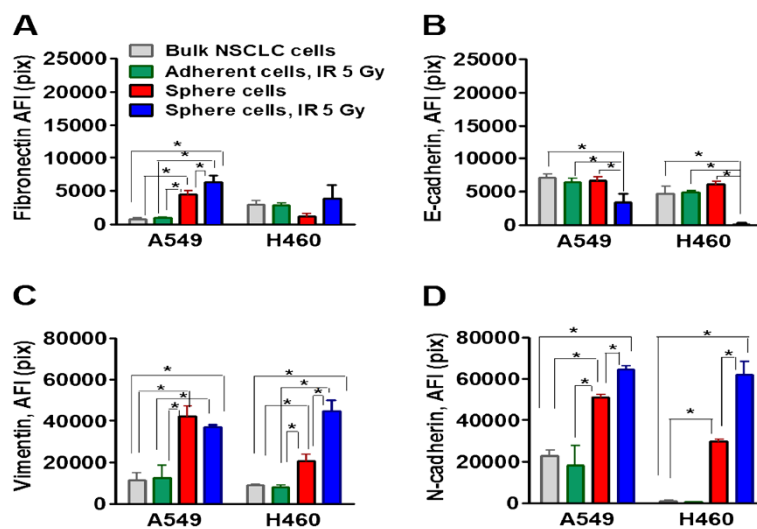 A
Fibronectin AFI (pix)
25000
20000
15000
10000
5000
0
Bulk NSCLC cells
Adherent cells, IR 5 Gy
Sphere cells
Sphere cells, IR 5 Gy
* * * * *
A549 H460
B
E-cadherin, AFI (pix)
25000
20000
15000
10000
5000
0
* * * * * *
A549 H460
C
Vimentin, AFI (pix)
80000
60000
40000
20000
0
* * * * * * * * *
A549 H460
D
N-cadherin, AFI (pix)
80000
60000
40000
20000
0
* * * * * * *
A549 H460